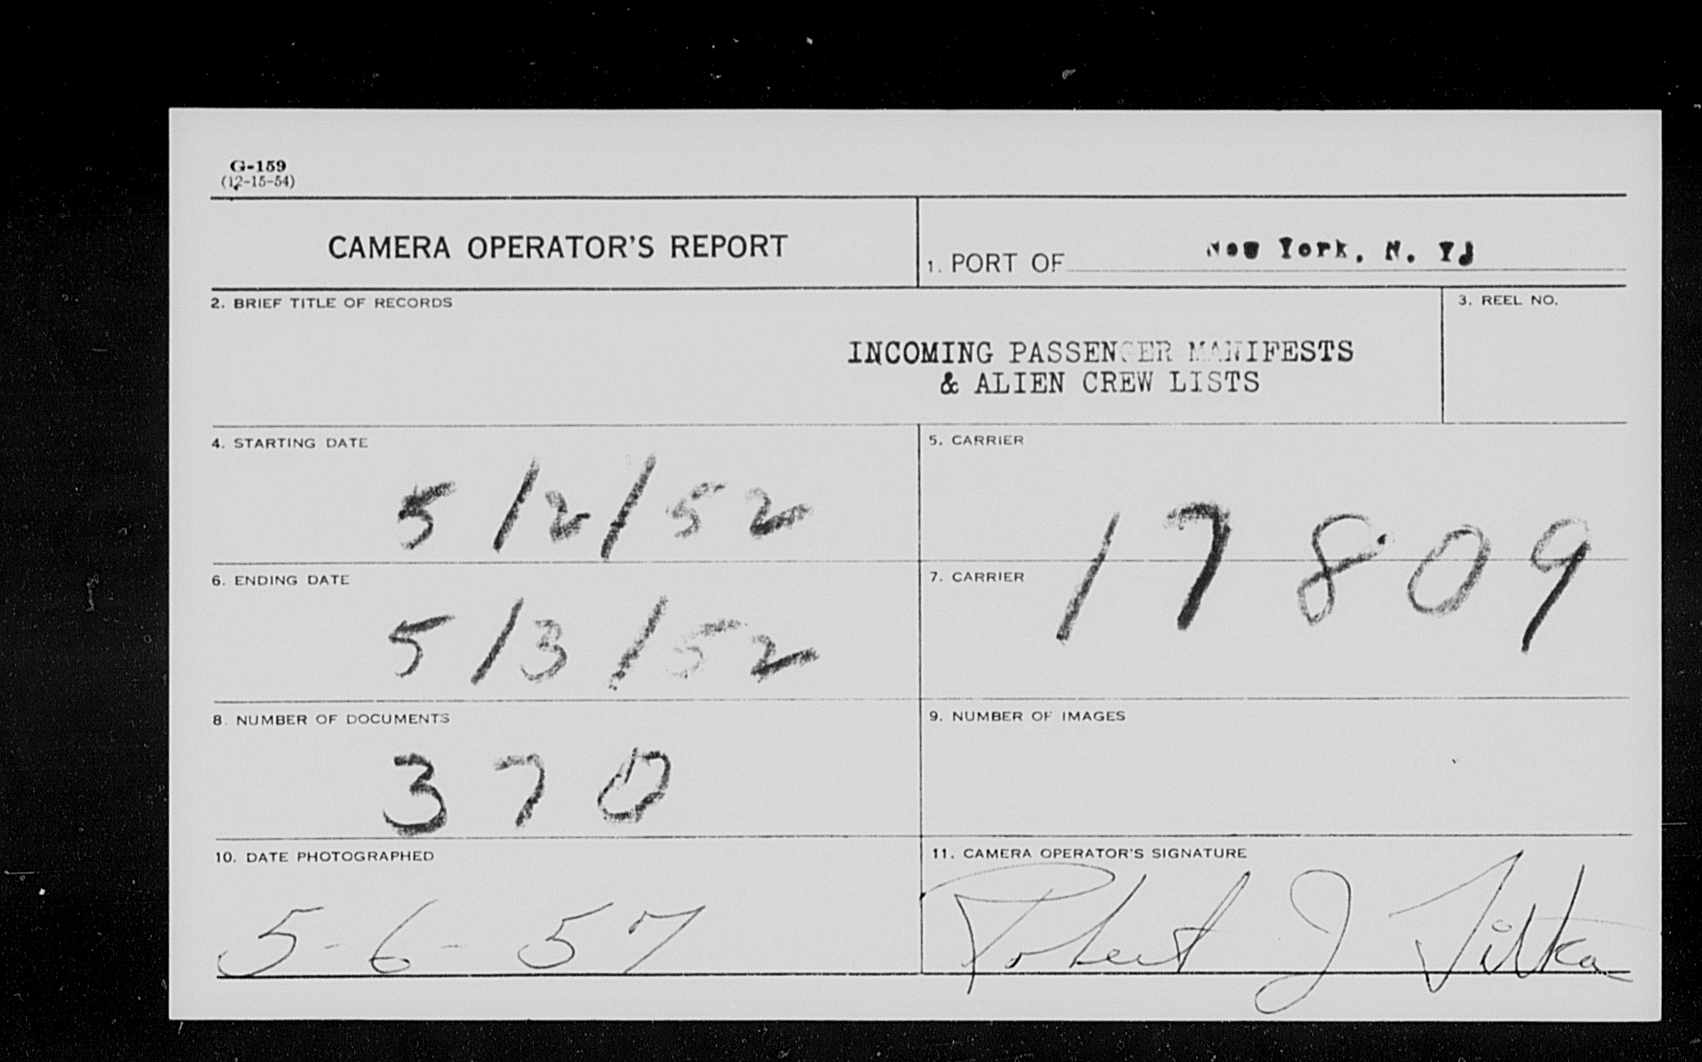 G-159
(12-15-54)
CAMERA OPERATOR'S REPORT
1. PORT OF New York, N. Y.
2. BRIEF TITLE OF RECORDS
INCOMING PASSENGER MANIFESTS
& ALIEN CREW LISTS
3. REEL NO.
4. STARTING DATE
5/2/52
5. CARRIER
17809
6. ENDING DATE
5/3/52
7. CARRIER
8. NUMBER OF DOCUMENTS
370
9. NUMBER OF IMAGES
10. DATE PHOTOGRAPHED
5-6-57
11. CAMERA OPERATOR'S SIGNATURE
Robert J